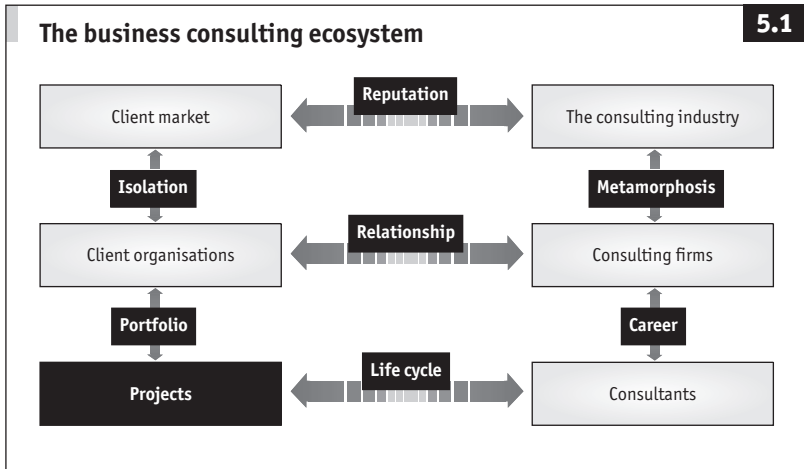 The business consulting ecosystem
5.1
Reputation
Client market
The consulting industry
Isolation
Metamorphosis
Relationship
Client organisations
Consulting firms
Portfolio
Career
Life cycle
Projects
Consultants